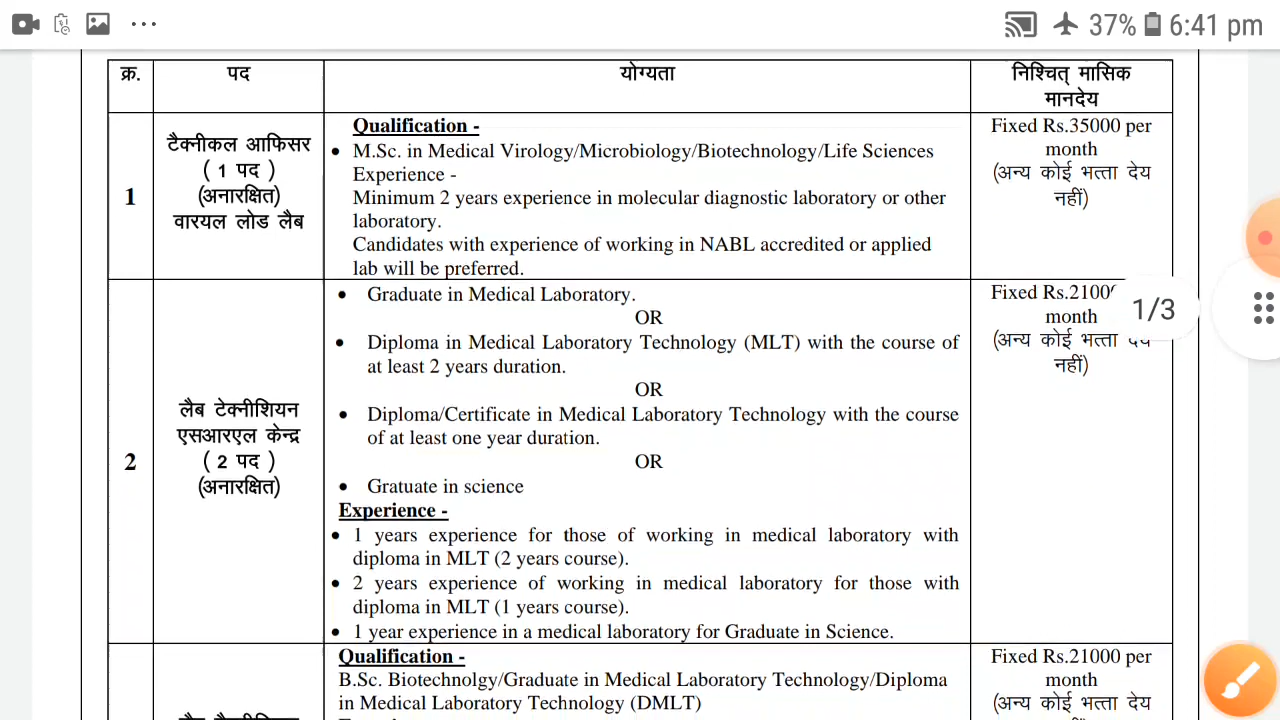 37% 6:41 pm
क्र. पद योग्यता निश्चित् मासिक
मानदेय
1
टैक्नीकल आफिसर
( 1 पद )
(अनारक्षित)
वारयल लोड लैब
Qualification -
• M.Sc. in Medical Virology/Microbiology/Biotechnology/Life Sciences
Experience -
Minimum 2 years experience in molecular diagnostic laboratory or other
laboratory.
Candidates with experience of working in NABL accredited or applied
lab will be preferred.
Fixed Rs.35000 per
month
(अन्य कोई भत्ता देय
नहीं)
2
लैब टेक्नीशियन
एसआरएल केन्द्र
( 2 पद )
(अनारक्षित)
• Graduate in Medical Laboratory.
OR
• Diploma in Medical Laboratory Technology (MLT) with the course of
at least 2 years duration.
OR
• Diploma/Certificate in Medical Laboratory Technology with the course
of at least one year duration.
OR
• Gratuate in science
Experience -
• 1 years experience for those of working in medical laboratory with
diploma in MLT (2 years course).
• 2 years experience of working in medical laboratory for those with
diploma in MLT (1 years course).
• 1 year experience in a medical laboratory for Graduate in Science.
Fixed
month
(अन्य कोई भत्ता देय
नहीं)
1/3
Qualification -
B.Sc. Biotechnolgy/Graduate in Medical Laboratory Technology/Diploma
in Medical Laboratory Technology (DMLT)
Fixed Rs.21000 per
month
(अन्य कोई भत्ता देय